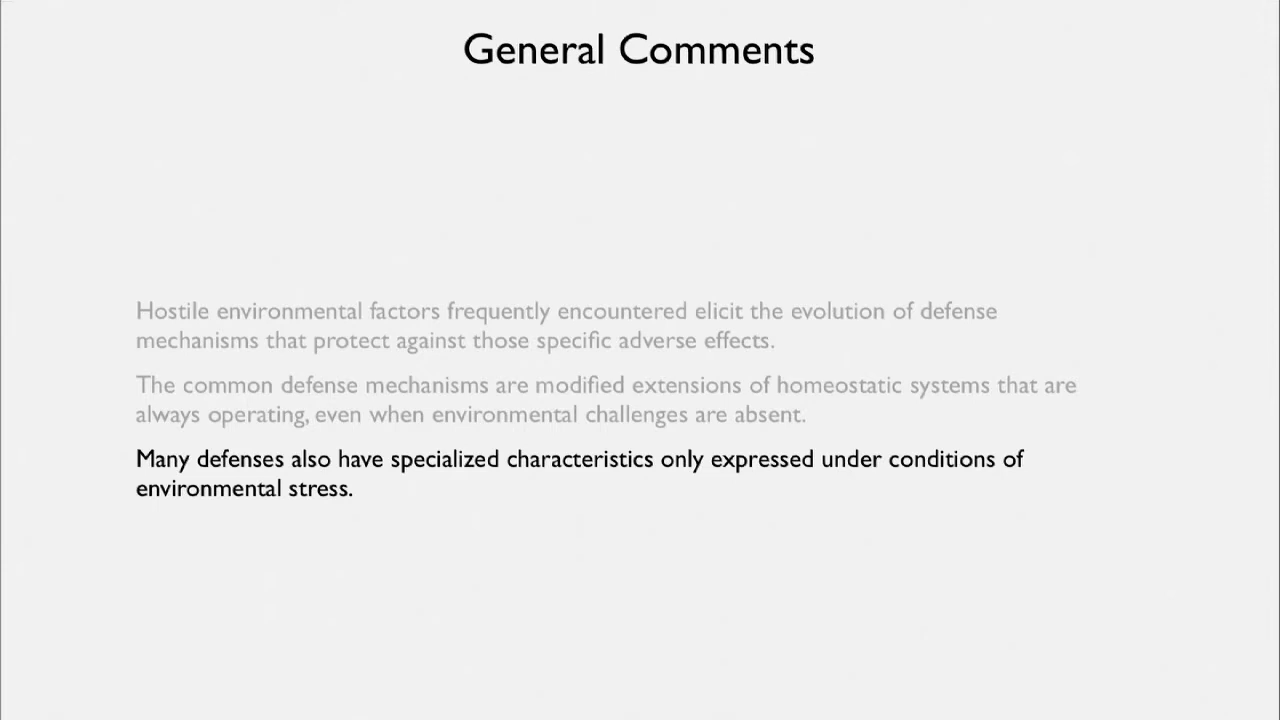 General Comments
Hostile environmental factors frequently encountered elicit the evolution of defense
mechanisms that protect against those specific adverse effects.
The common defense mechanisms are modified extensions of homeostatic systems that are
always operating, even when environmental challenges are absent.
Many defenses also have specialized characteristics only expressed under conditions of
environmental stress.